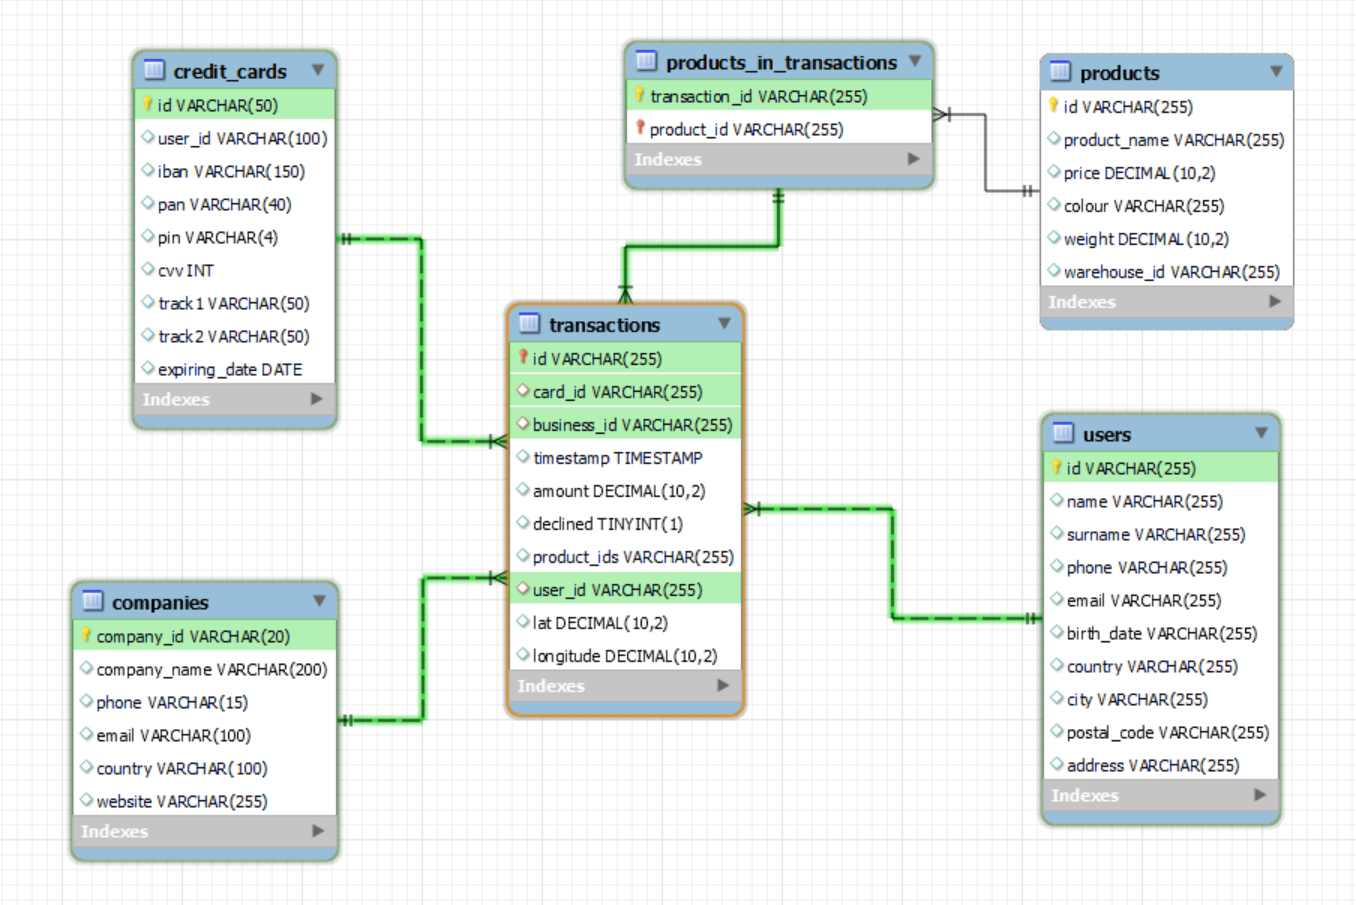 credit_cards
id VARCHAR(50)
user_id VARCHAR(100)
iban VARCHAR(150)
pan VARCHAR(40)
pin VARCHAR(4)
cvv INT
track1 VARCHAR(50)
track2 VARCHAR(50)
expiring_date DATE
Indexes
products_in_transactions
transaction_id VARCHAR(255)
product_id VARCHAR(255)
Indexes
products
id VARCHAR(255)
product_name VARCHAR(255)
price DECIMAL(10,2)
colour VARCHAR(255)
weight DECIMAL(10,2)
warehouse_id VARCHAR(255)
Indexes
transactions
id VARCHAR(255)
card_id VARCHAR(255)
business_id VARCHAR(255)
timestamp TIMESTAMP
amount DECIMAL(10,2)
declined TINYINT(1)
product_ids VARCHAR(255)
user_id VARCHAR(255)
lat DECIMAL(10,2)
longitude DECIMAL(10,2)
Indexes
users
id VARCHAR(255)
name VARCHAR(255)
surname VARCHAR(255)
phone VARCHAR(255)
email VARCHAR(255)
birth_date VARCHAR(255)
country VARCHAR(255)
city VARCHAR(255)
postal_code VARCHAR(255)
address VARCHAR(255)
Indexes
companies
company_id VARCHAR(20)
company_name VARCHAR(200)
phone VARCHAR(15)
email VARCHAR(100)
country VARCHAR(100)
website VARCHAR(255)
Indexes